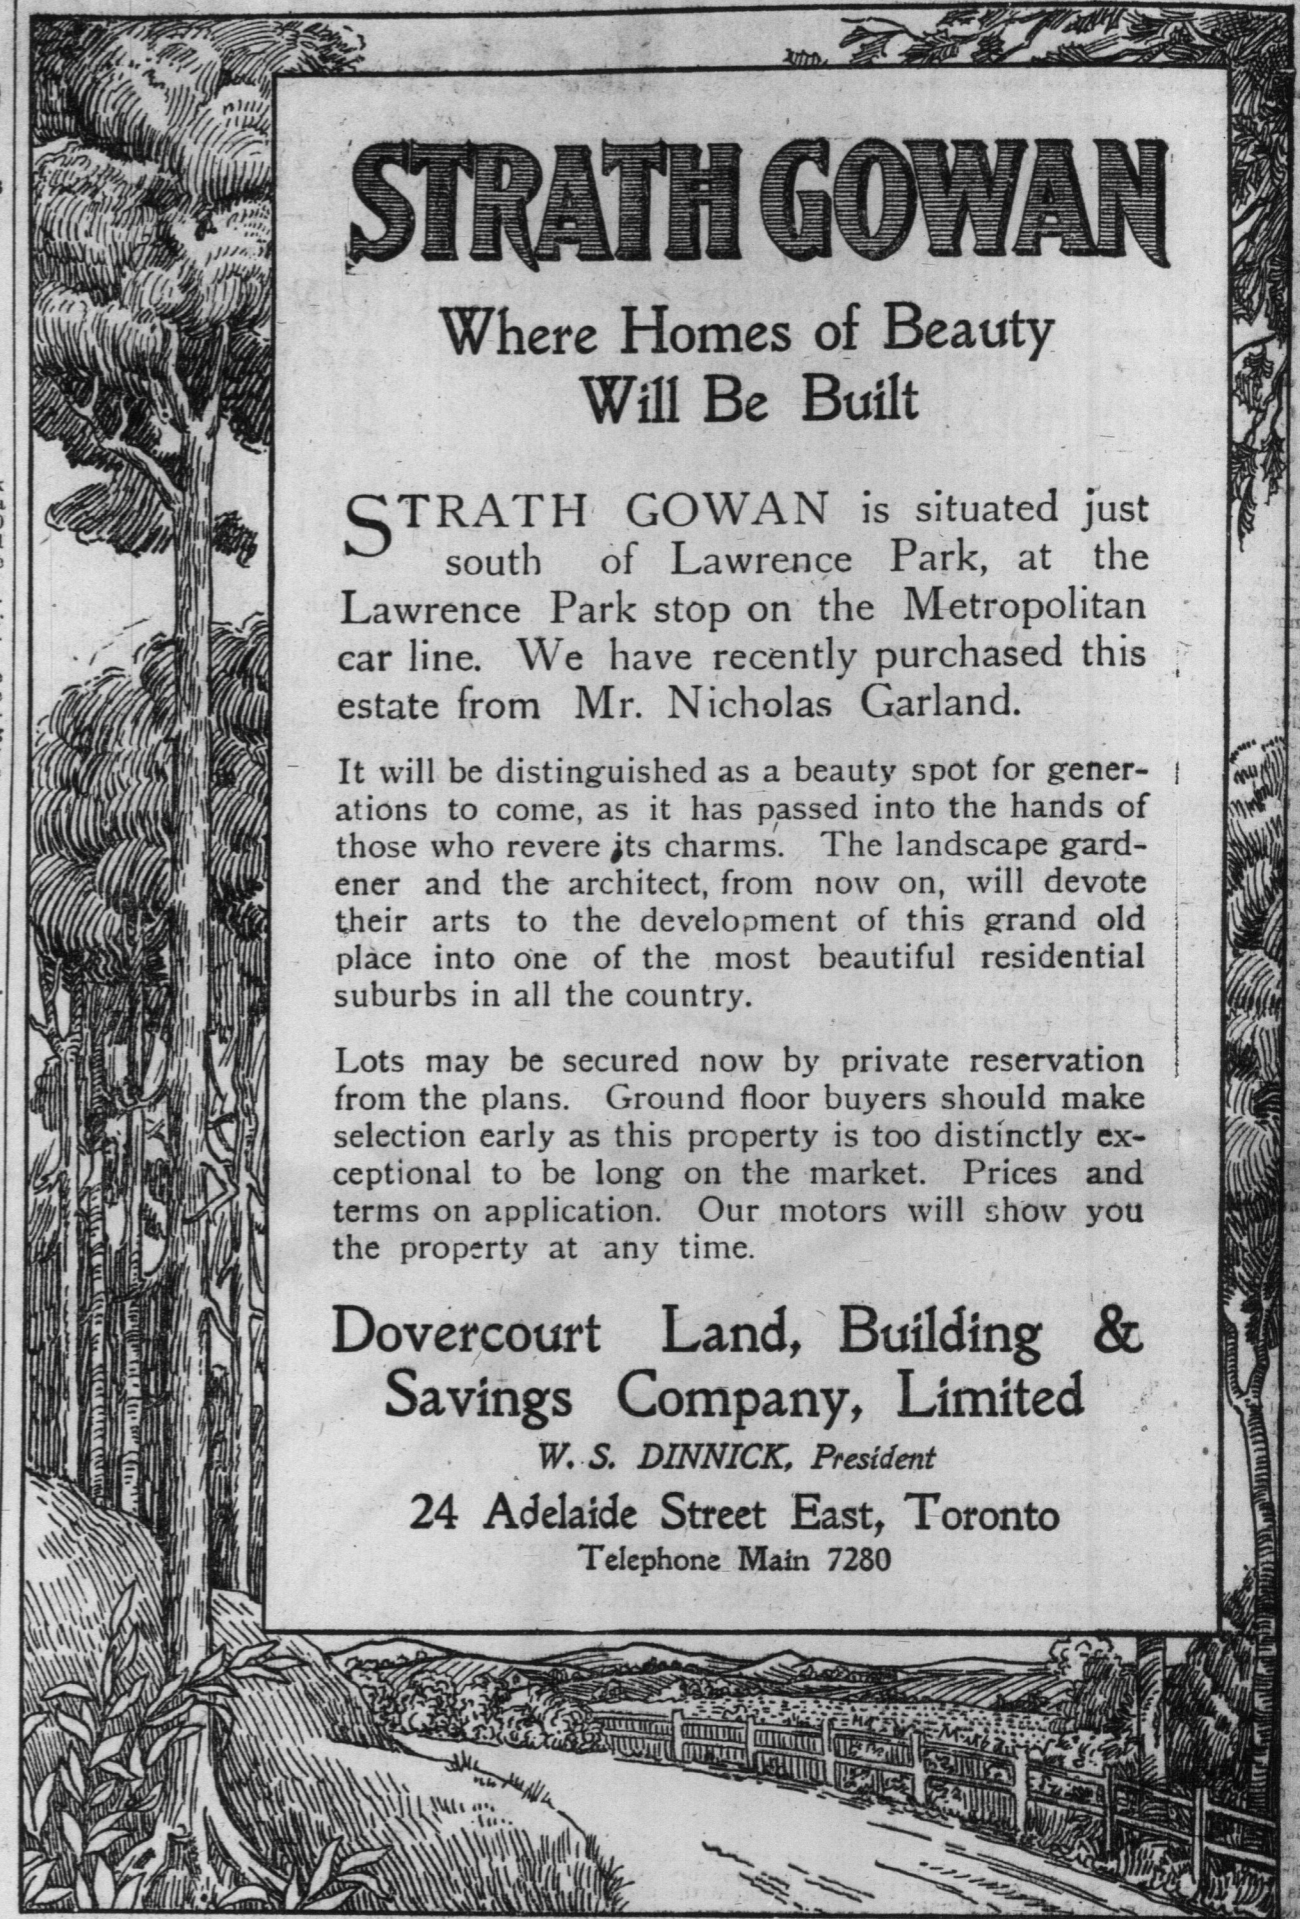 STRATH GOWAN
Where Homes of Beauty
Will Be Built
STRATH GOWAN is situated just
south of Lawrence Park, at the
Lawrence Park stop on the Metropolitan
car line. We have recently purchased this
estate from Mr. Nicholas Garland.
It will be distinguished as a beauty spot for gener-
ations to come, as it has passed into the hands of
those who revere its charms. The landscape gard-
ener and the architect, from now on, will devote
their arts to the development of this grand old
place into one of the most beautiful residential
suburbs in all the country.
Lots may be secured now by private reservation
from the plans. Ground floor buyers should make
selection early as this property is too distinctly ex-
ceptional to be long on the market. Prices and
terms on application. Our motors will show you
the property at any time.
Dovercourt Land, Building &
Savings Company, Limited
W. S. DINNICK, President
24 Adelaide Street East, Toronto
Telephone Main 7280